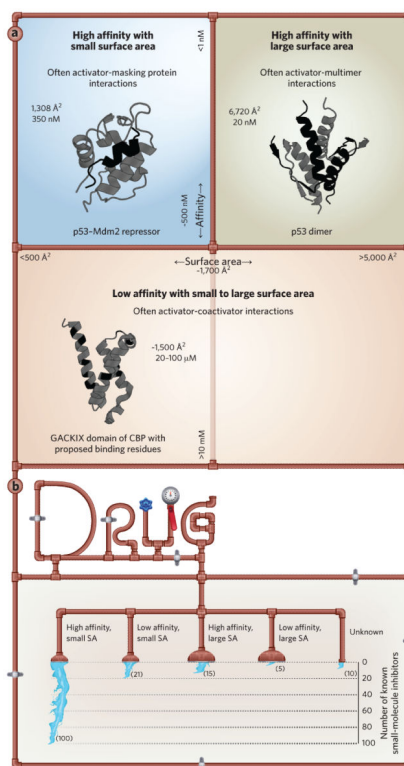 a
High affinity with
small surface area
Often activator-masking protein
interactions
1,308 Å²
350 nM
p53–Mdm2 repressor
<1 nM
~500 nM
←Affinity→
High affinity with
large surface area
Often activator-multimer
interactions
6,720 Å²
20 nM
p53 dimer
<500 Å²
←Surface area→
~1,700 Å²
>5,000 Å²
Low affinity with small to large surface area
Often activator-coactivator interactions
~1,500 Å²
20–100 μM
GACKIX domain of CBP with
proposed binding residues
>10 mM
b
DRUG
High affinity,
small SA
Low affinity,
small SA
High affinity,
large SA
Low affinity,
large SA
Unknown
(100)
(21)
(15)
(5)
(10)
0
20
40
60
80
100
Number of known
small-molecule inhibitors